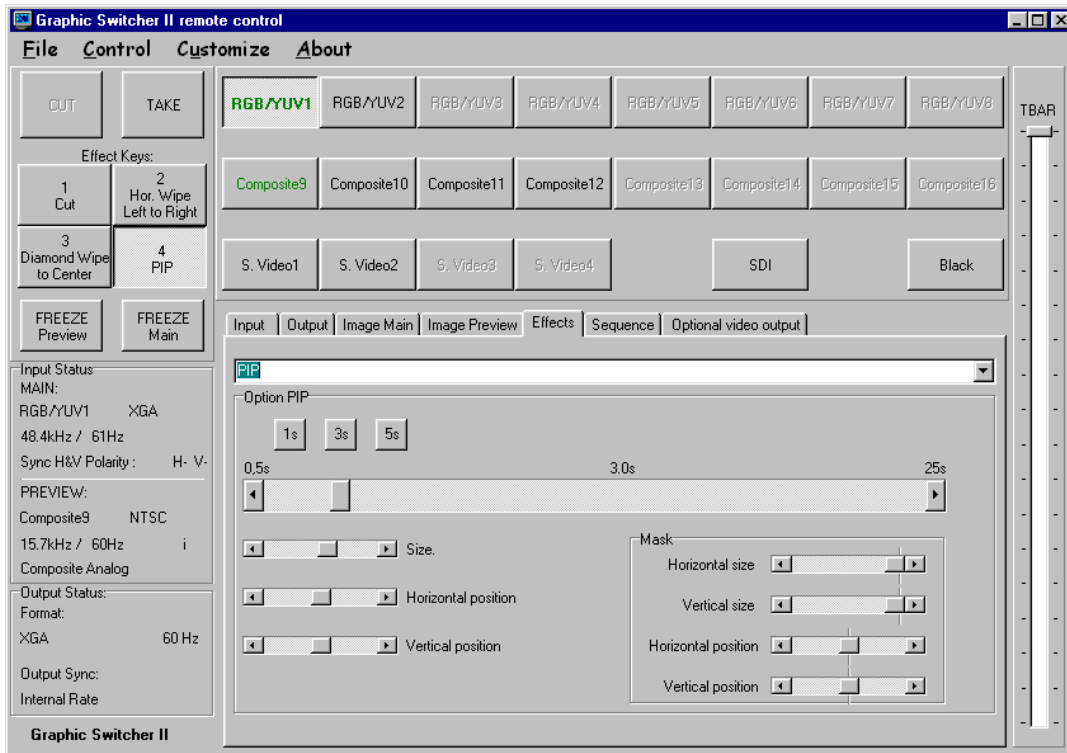 Graphic Switcher II remote control
File Control Customize About
CUT TAKE
Effect Keys:
1 Cut
2 Hor. Wipe Left to Right
3 Diamond Wipe to Center
4 PIP
FREEZE Preview
FREEZE Main
RGB/YUV1 RGB/YUV2 RGB/YUV3 RGB/YUV4 RGB/YUV5 RGB/YUV6 RGB/YUV7 RGB/YUV8
Composite9 Composite10 Composite11 Composite12 Composite13 Composite14 Composite15 Composite16
S. Video1 S. Video2 S. Video3 S. Video4 SDI Black
TBAR
Input Output Image Main Image Preview Effects Sequence Optional video output
PIP
Option PIP
1s 3s 5s
0,5s 3.0s 25s
Size.
Horizontal position
Vertical position
Mask
Horizontal size
Vertical size
Horizontal position
Vertical position
Input Status
MAIN:
RGB/YUV1 XGA
48.4kHz / 61Hz
Sync H&V Polarity : H- V-
PREVIEW:
Composite9 NTSC
15.7kHz / 60Hz i
Composite Analog
Output Status:
Format:
XGA 60 Hz
Output Sync:
Internal Rate
Graphic Switcher II